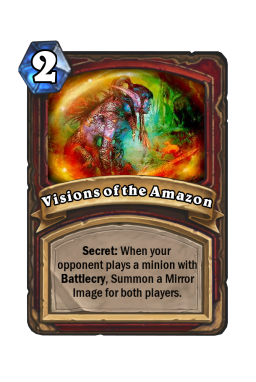 2
Visions of the Amazon
Secret: When your
opponent plays a minion with
Battlecry, Summon a Mirror
Image for both players.